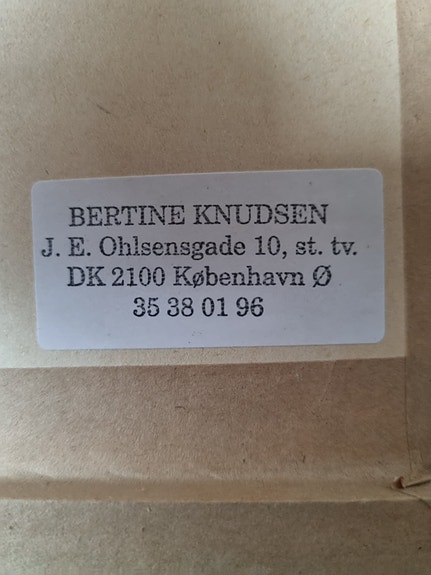 BERTINE KNUDSEN
J. E. Ohlsensgade 10, st. tv.
DK 2100 København Ø
35 38 01 96